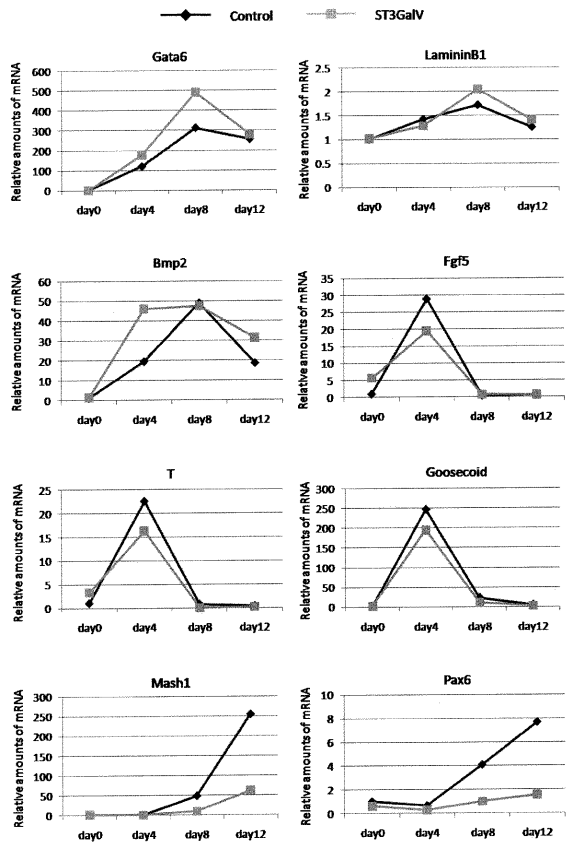 Control ST3GalV
Gata6
Relative amounts of mRNA
600
500
400
300
200
100
0
day0 day4 day8 day12
LamininB1
Relative amounts of mRNA
2.5
2
1.5
1
0.5
0
day0 day4 day8 day12
Bmp2
Relative amounts of mRNA
60
50
40
30
20
10
0
day0 day4 day8 day12
Fgf5
Relative amounts of mRNA
35
30
25
20
15
10
5
0
day0 day4 day8 day12
T
Relative amounts of mRNA
25
20
15
10
5
0
day0 day4 day8 day12
Goosecoid
Relative amounts of mRNA
300
250
200
150
100
50
0
day0 day4 day8 day12
Mash1
Relative amounts of mRNA
300
250
200
150
100
50
0
day0 day4 day8 day12
Pax6
Relative amounts of mRNA
10
8
6
4
2
0
day0 day4 day8 day12